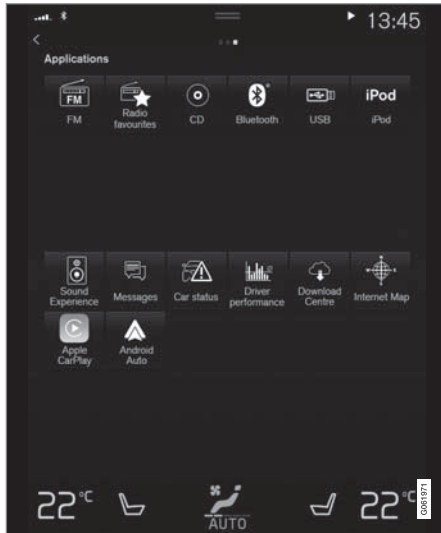 13:45
Applications
FM
iPod
FM
Radio
favourites
CD
Bluetooth
USB
iPod
Sound
Experience
Messages
Car status
Driver
performance
Download
Centre
Internet Map
Apple
CarPlay
Android
Auto
22°C
22°C
AUTO
G061971